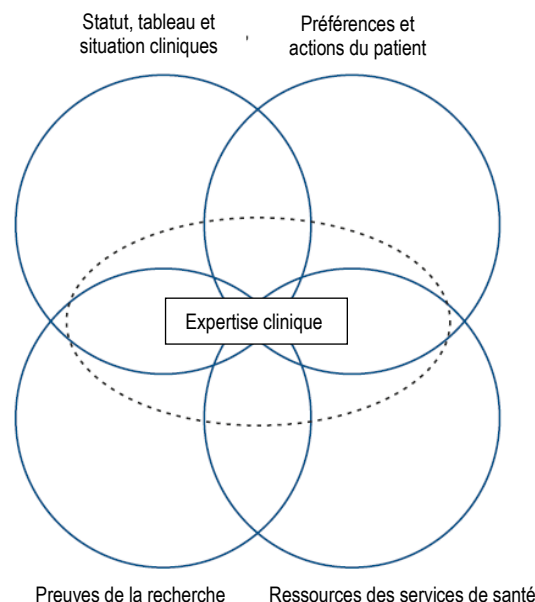 Statut, tableau et
situation cliniques
Préférences et
actions du patient
Expertise clinique
Preuves de la recherche
Ressources des services de santé